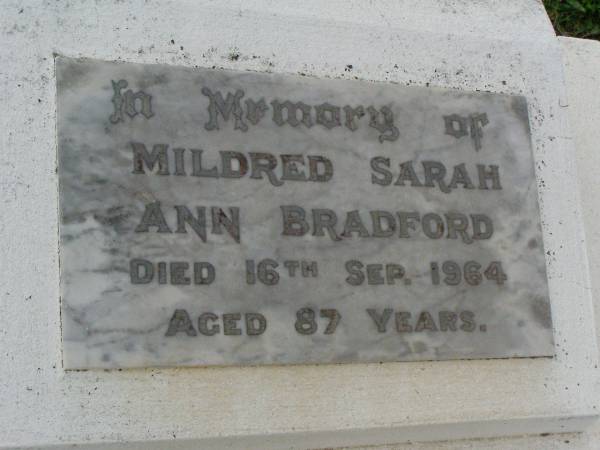 In Memory of
MILDRED SARAH
ANN BRADFORD
DIED 16TH SEP. 1964
AGED 87 YEARS.